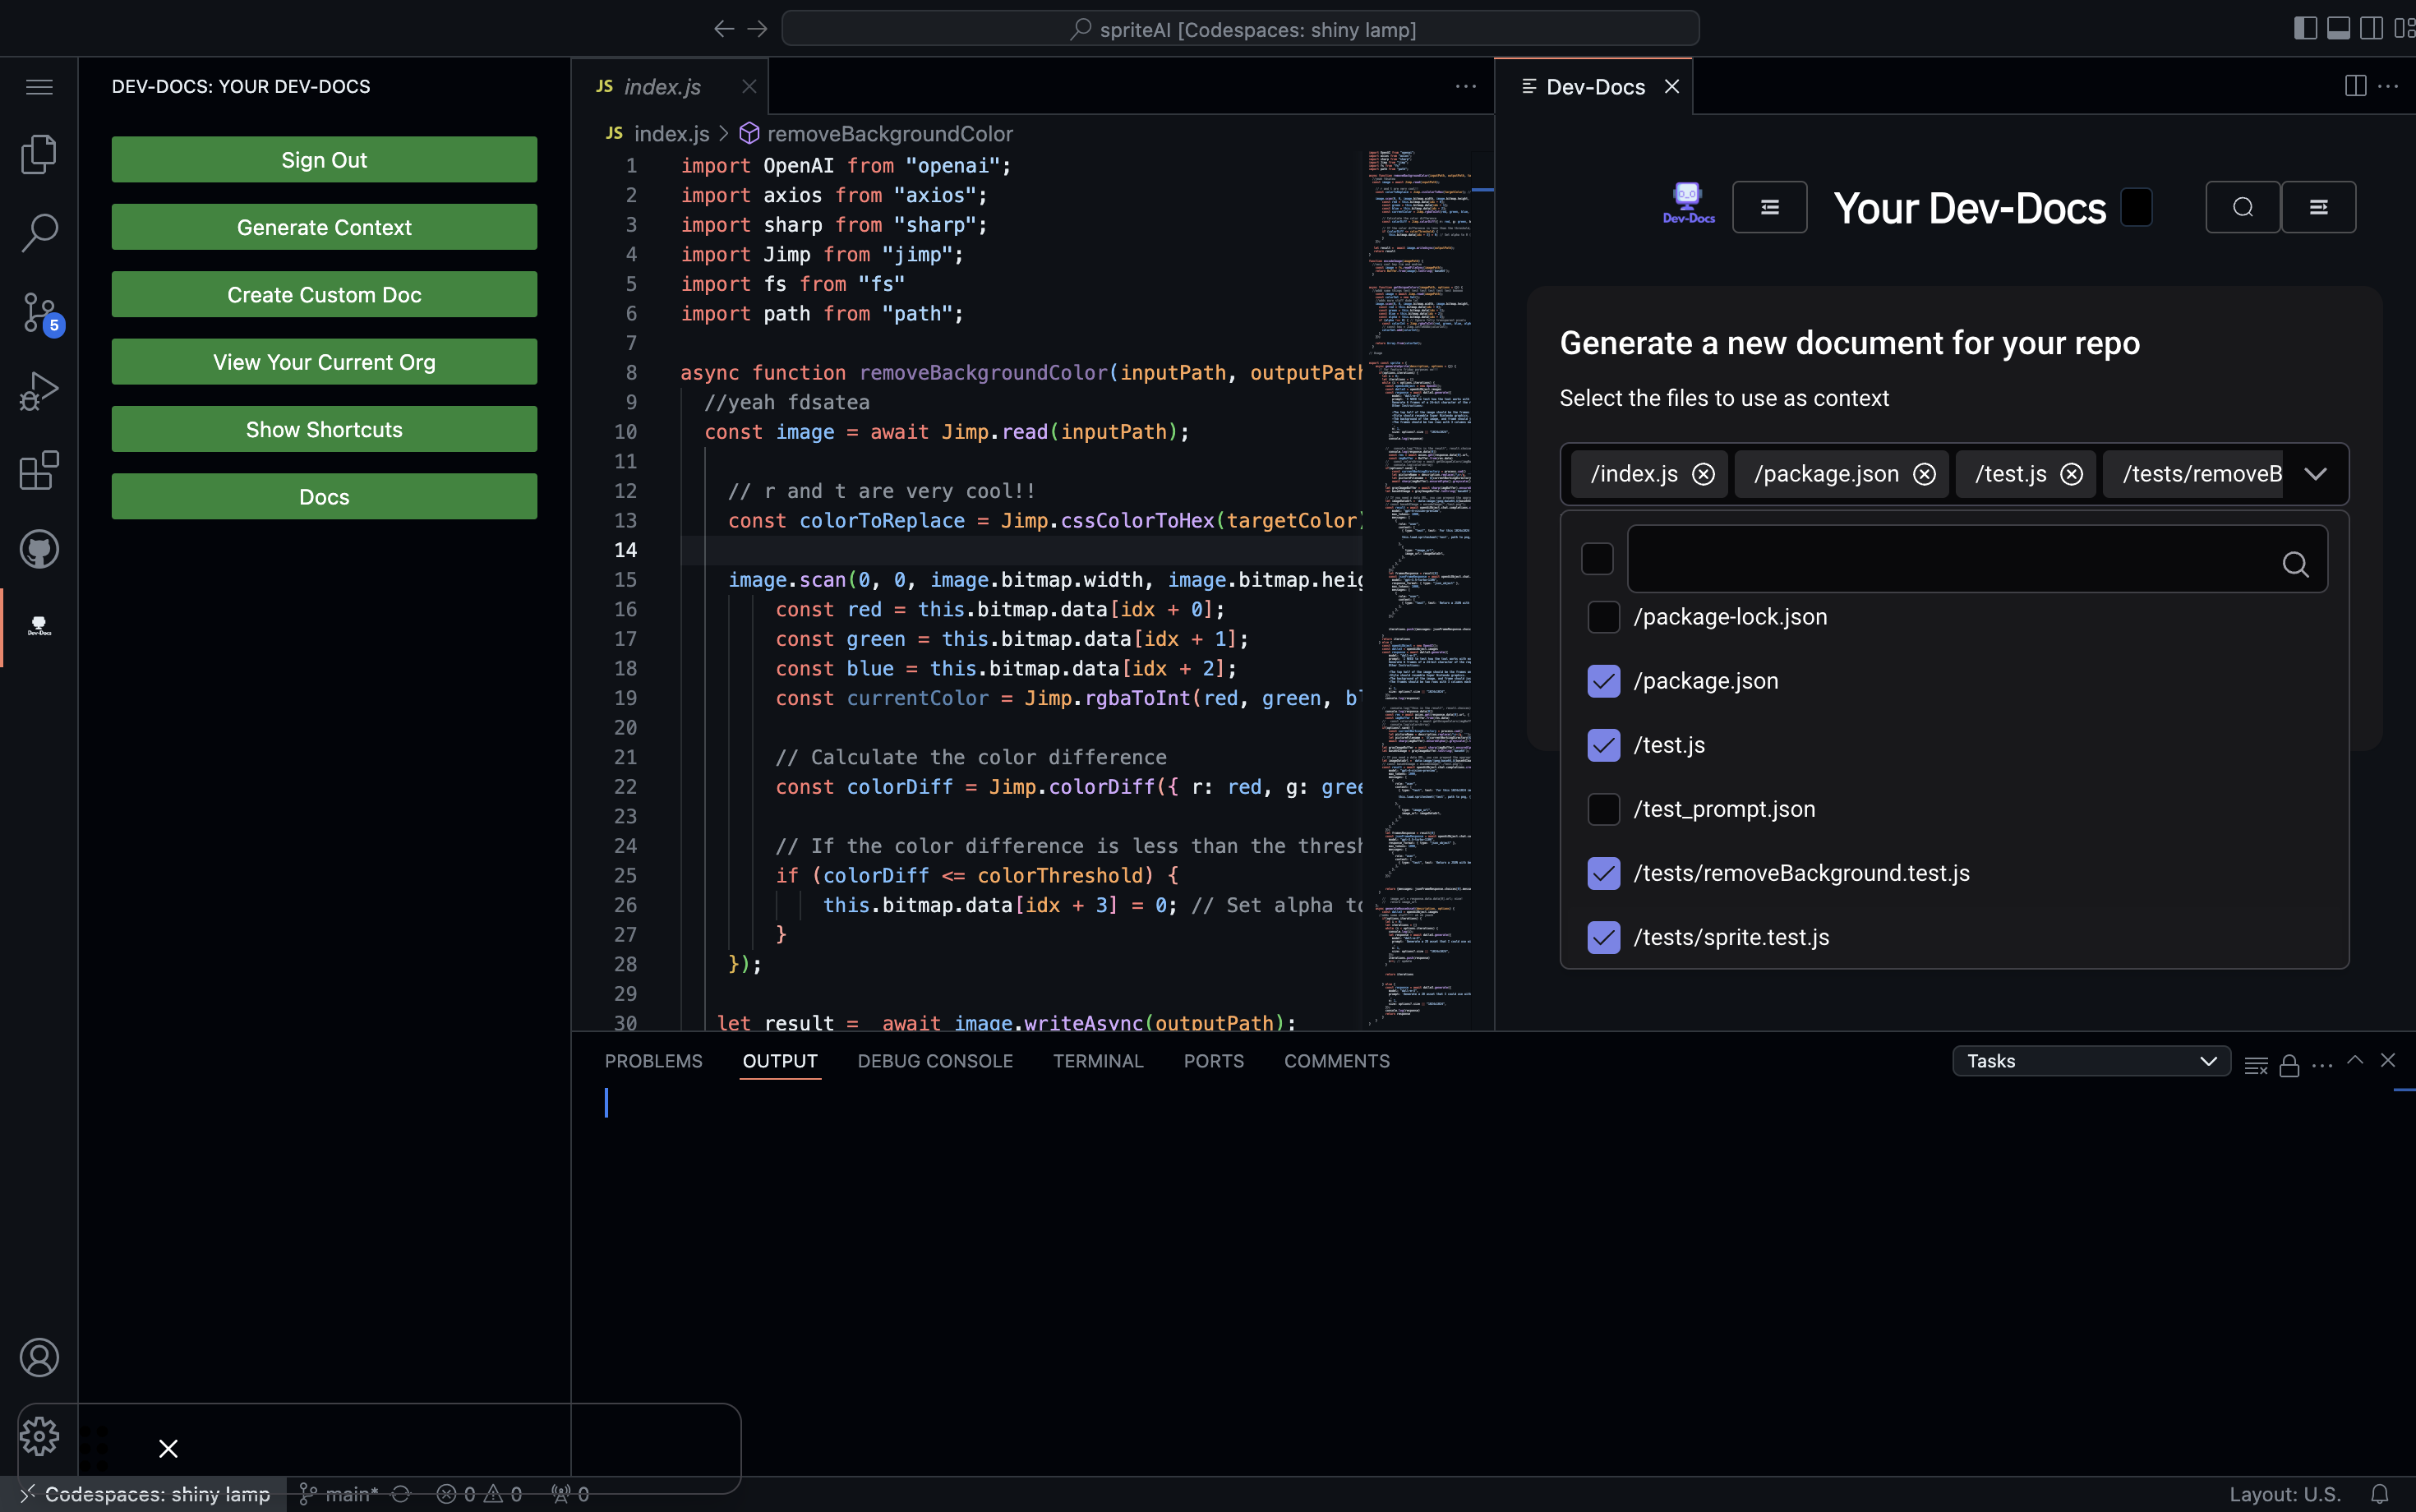 spriteAI [Codespaces: shiny lamp]
DEV-DOCS: YOUR DEV-DOCS
Sign Out
Generate Context
Create Custom Doc
View Your Current Org
Show Shortcuts
Docs
5
Dev-Docs
JS index.js
JS index.js > removeBackgroundColor
1 import OpenAI from "openai";
2 import axios from "axios";
3 import sharp from "sharp";
4 import Jimp from "jimp";
5 import fs from "fs"
6 import path from "path";
7
8 async function removeBackgroundColor(inputPath, outputPath
9 //yeah fdsatea
10 const image = await Jimp.read(inputPath);
11
12 // r and t are very cool!!
13 const colorToReplace = Jimp.cssColorToHex(targetColor)
14
15 image.scan(0, 0, image.bitmap.width, image.bitmap.heig
16 const red = this.bitmap.data[idx + 0];
17 const green = this.bitmap.data[idx + 1];
18 const blue = this.bitmap.data[idx + 2];
19 const currentColor = Jimp.rgbaToInt(red, green, bl
20
21 // Calculate the color difference
22 const colorDiff = Jimp.colorDiff({ r: red, g: gree
23
24 // If the color difference is less than the thresh
25 if (colorDiff <= colorThreshold) {
26 this.bitmap.data[idx + 3] = 0; // Set alpha to
27 }
28 });
29
30 let result =  await image.writeAsync(outputPath);
Dev-Docs
Dev-Docs
Your Dev-Docs
Generate a new document for your repo
Select the files to use as context
/index.js /package.json /test.js /tests/removeB
/package-lock.json
/package.json
/test.js
/test_prompt.json
/tests/removeBackground.test.js
/tests/sprite.test.js
PROBLEMS OUTPUT DEBUG CONSOLE TERMINAL PORTS COMMENTS
Tasks
Codespaces: shiny lamp main* 0 0 0
Layout: U.S.